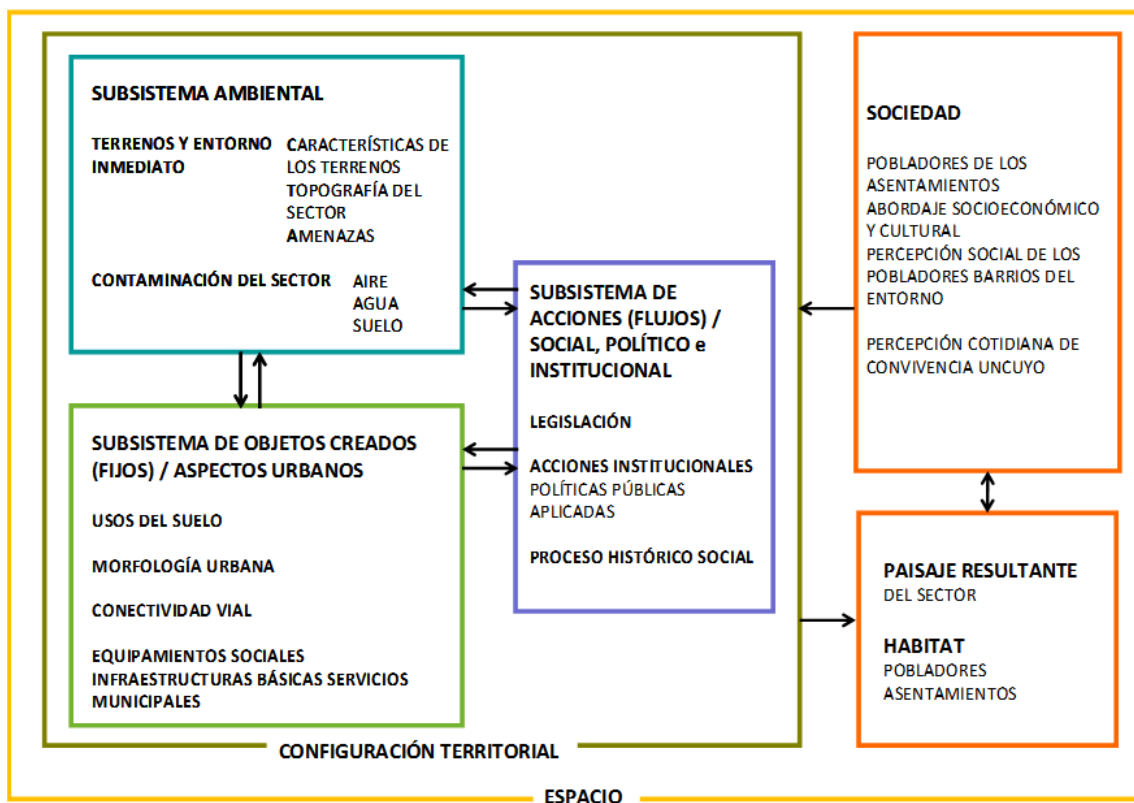 SUBSISTEMA AMBIENTAL
TERRENOS Y ENTORNO
INMEDIATO
CARACTERÍSTICAS DE
LOS TERRENOS
TOPOGRAFÍA DEL
SECTOR
AMENAZAS
CONTAMINACIÓN DEL SECTOR
AIRE
AGUA
SUELO
SUBSISTEMA DE OBJETOS CREADOS
(FIJOS) / ASPECTOS URBANOS
USOS DEL SUELO
MORFOLOGÍA URBANA
CONECTIVIDAD VIAL
EQUIPAMIENTOS SOCIALES
INFRAESTRUCTURAS BÁSICAS SERVICIOS
MUNICIPALES
SUBSISTEMA DE
ACCIONES (FLUJOS) /
SOCIAL, POLÍTICO e
INSTITUCIONAL
LEGISLACIÓN
ACCIONES INSTITUCIONALES
POLÍTICAS PÚBLICAS
APLICADAS
PROCESO HISTÓRICO SOCIAL
SOCIEDAD
POBLADORES DE LOS
ASENTAMIENTOS
ABORDAJE SOCIOECONÓMICO
Y CULTURAL
PERCEPCIÓN SOCIAL DE LOS
POBLADORES BARRIOS DEL
ENTORNO
PERCEPCIÓN COTIDIANA DE
CONVIVENCIA UNCUYO
PAISAJE RESULTANTE
DEL SECTOR
HABITAT
POBLADORES
ASENTAMIENTOS
CONFIGURACIÓN TERRITORIAL
ESPACIO